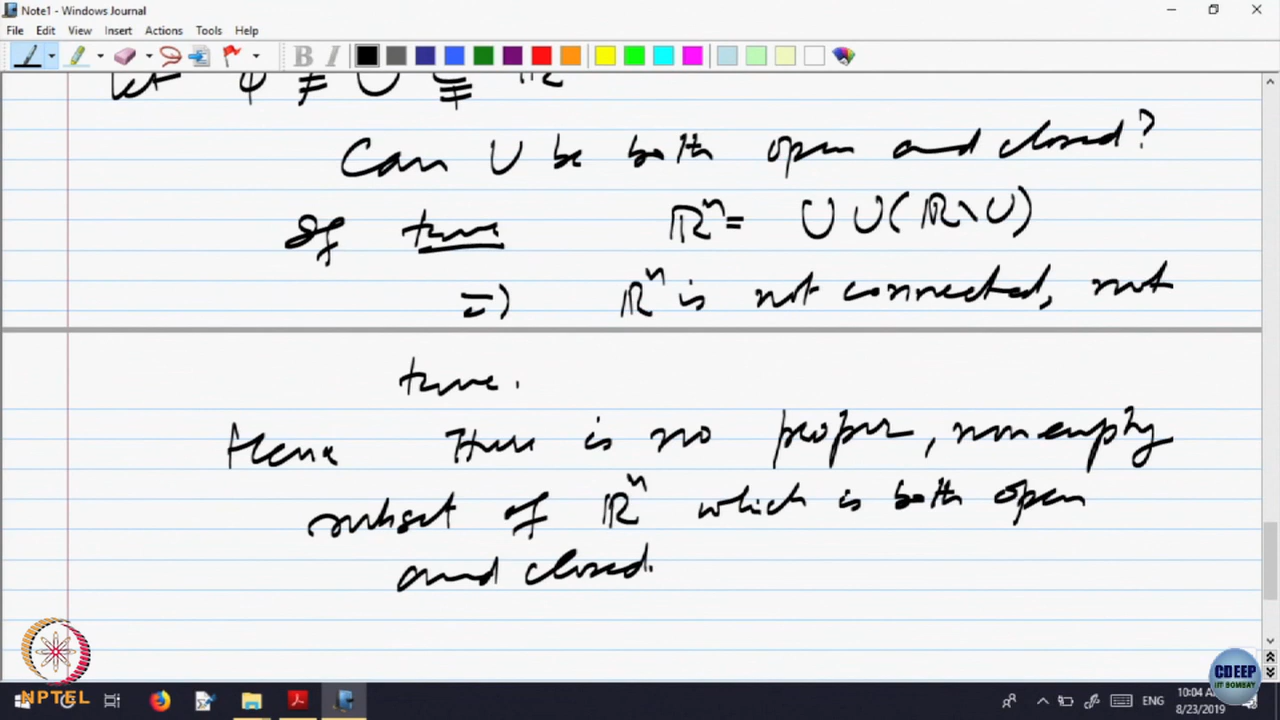 Note1 - Windows Journal
File Edit View Insert Actions Tools Help
Let φ ≠ U ⊊ ℝ
Can U be both open and closed?
If true ℝⁿ = U ∪ (ℝ∖U)
=> ℝⁿ is not connected, not
true.
Hence There is no proper, nonempty
subset of ℝⁿ which is both open
and closed.
NPTEL
CDEEP
IIT BOMBAY
ENG
8/23/2019